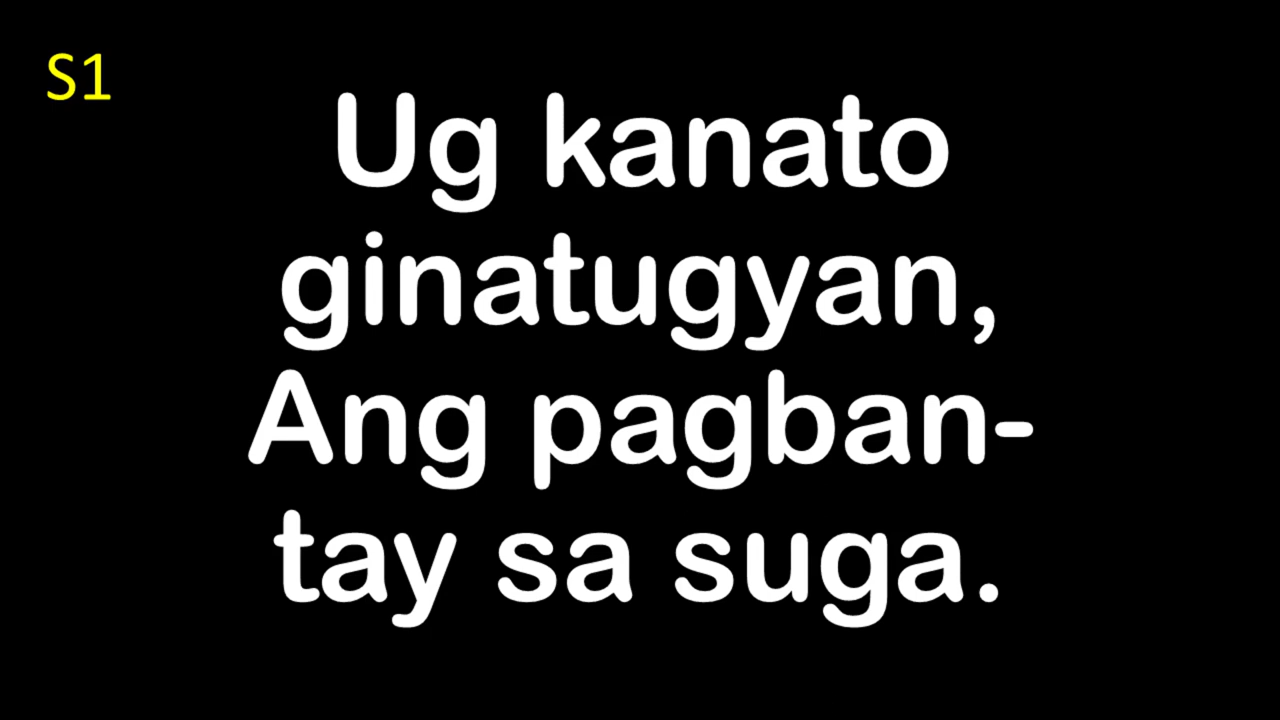 S1
Ug kanato
ginatugyan,
Ang pagban-
tay sa suga.